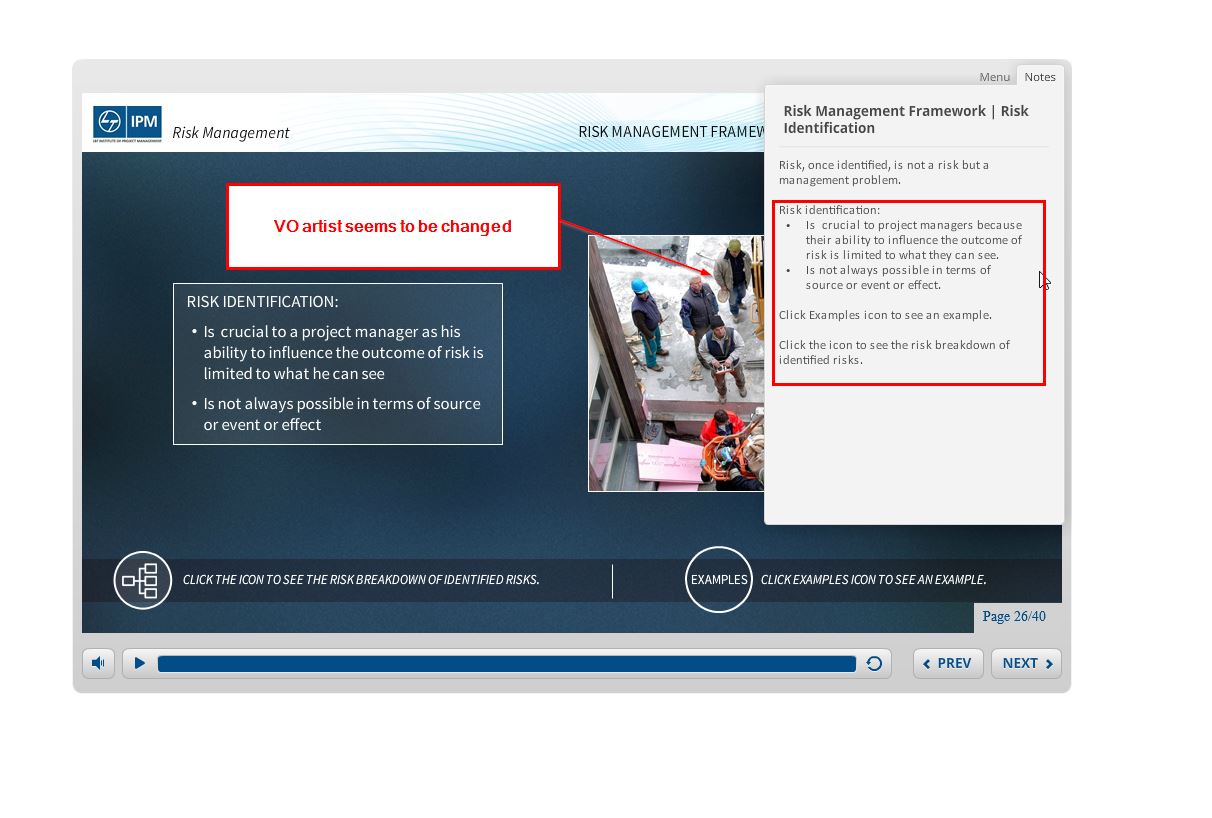 Menu
Notes
IPM
L&T INSTITUTE OF PROJECT MANAGEMENT
Risk Management
RISK MANAGEMENT FRAMEW
VO artist seems to be changed
RISK IDENTIFICATION:
• Is crucial to a project manager as his
ability to influence the outcome of risk is
limited to what he can see
• Is not always possible in terms of source
or event or effect
Risk Management Framework | Risk
Identification
Risk, once identified, is not a risk but a
management problem.
Risk identification:
• Is crucial to project managers because
their ability to influence the outcome of
risk is limited to what they can see.
• Is not always possible in terms of
source or event or effect.
Click Examples icon to see an example.
Click the icon to see the risk breakdown of
identified risks.
CLICK THE ICON TO SEE THE RISK BREAKDOWN OF IDENTIFIED RISKS.
EXAMPLES
CLICK EXAMPLES ICON TO SEE AN EXAMPLE.
Page 26/40
PREV
NEXT